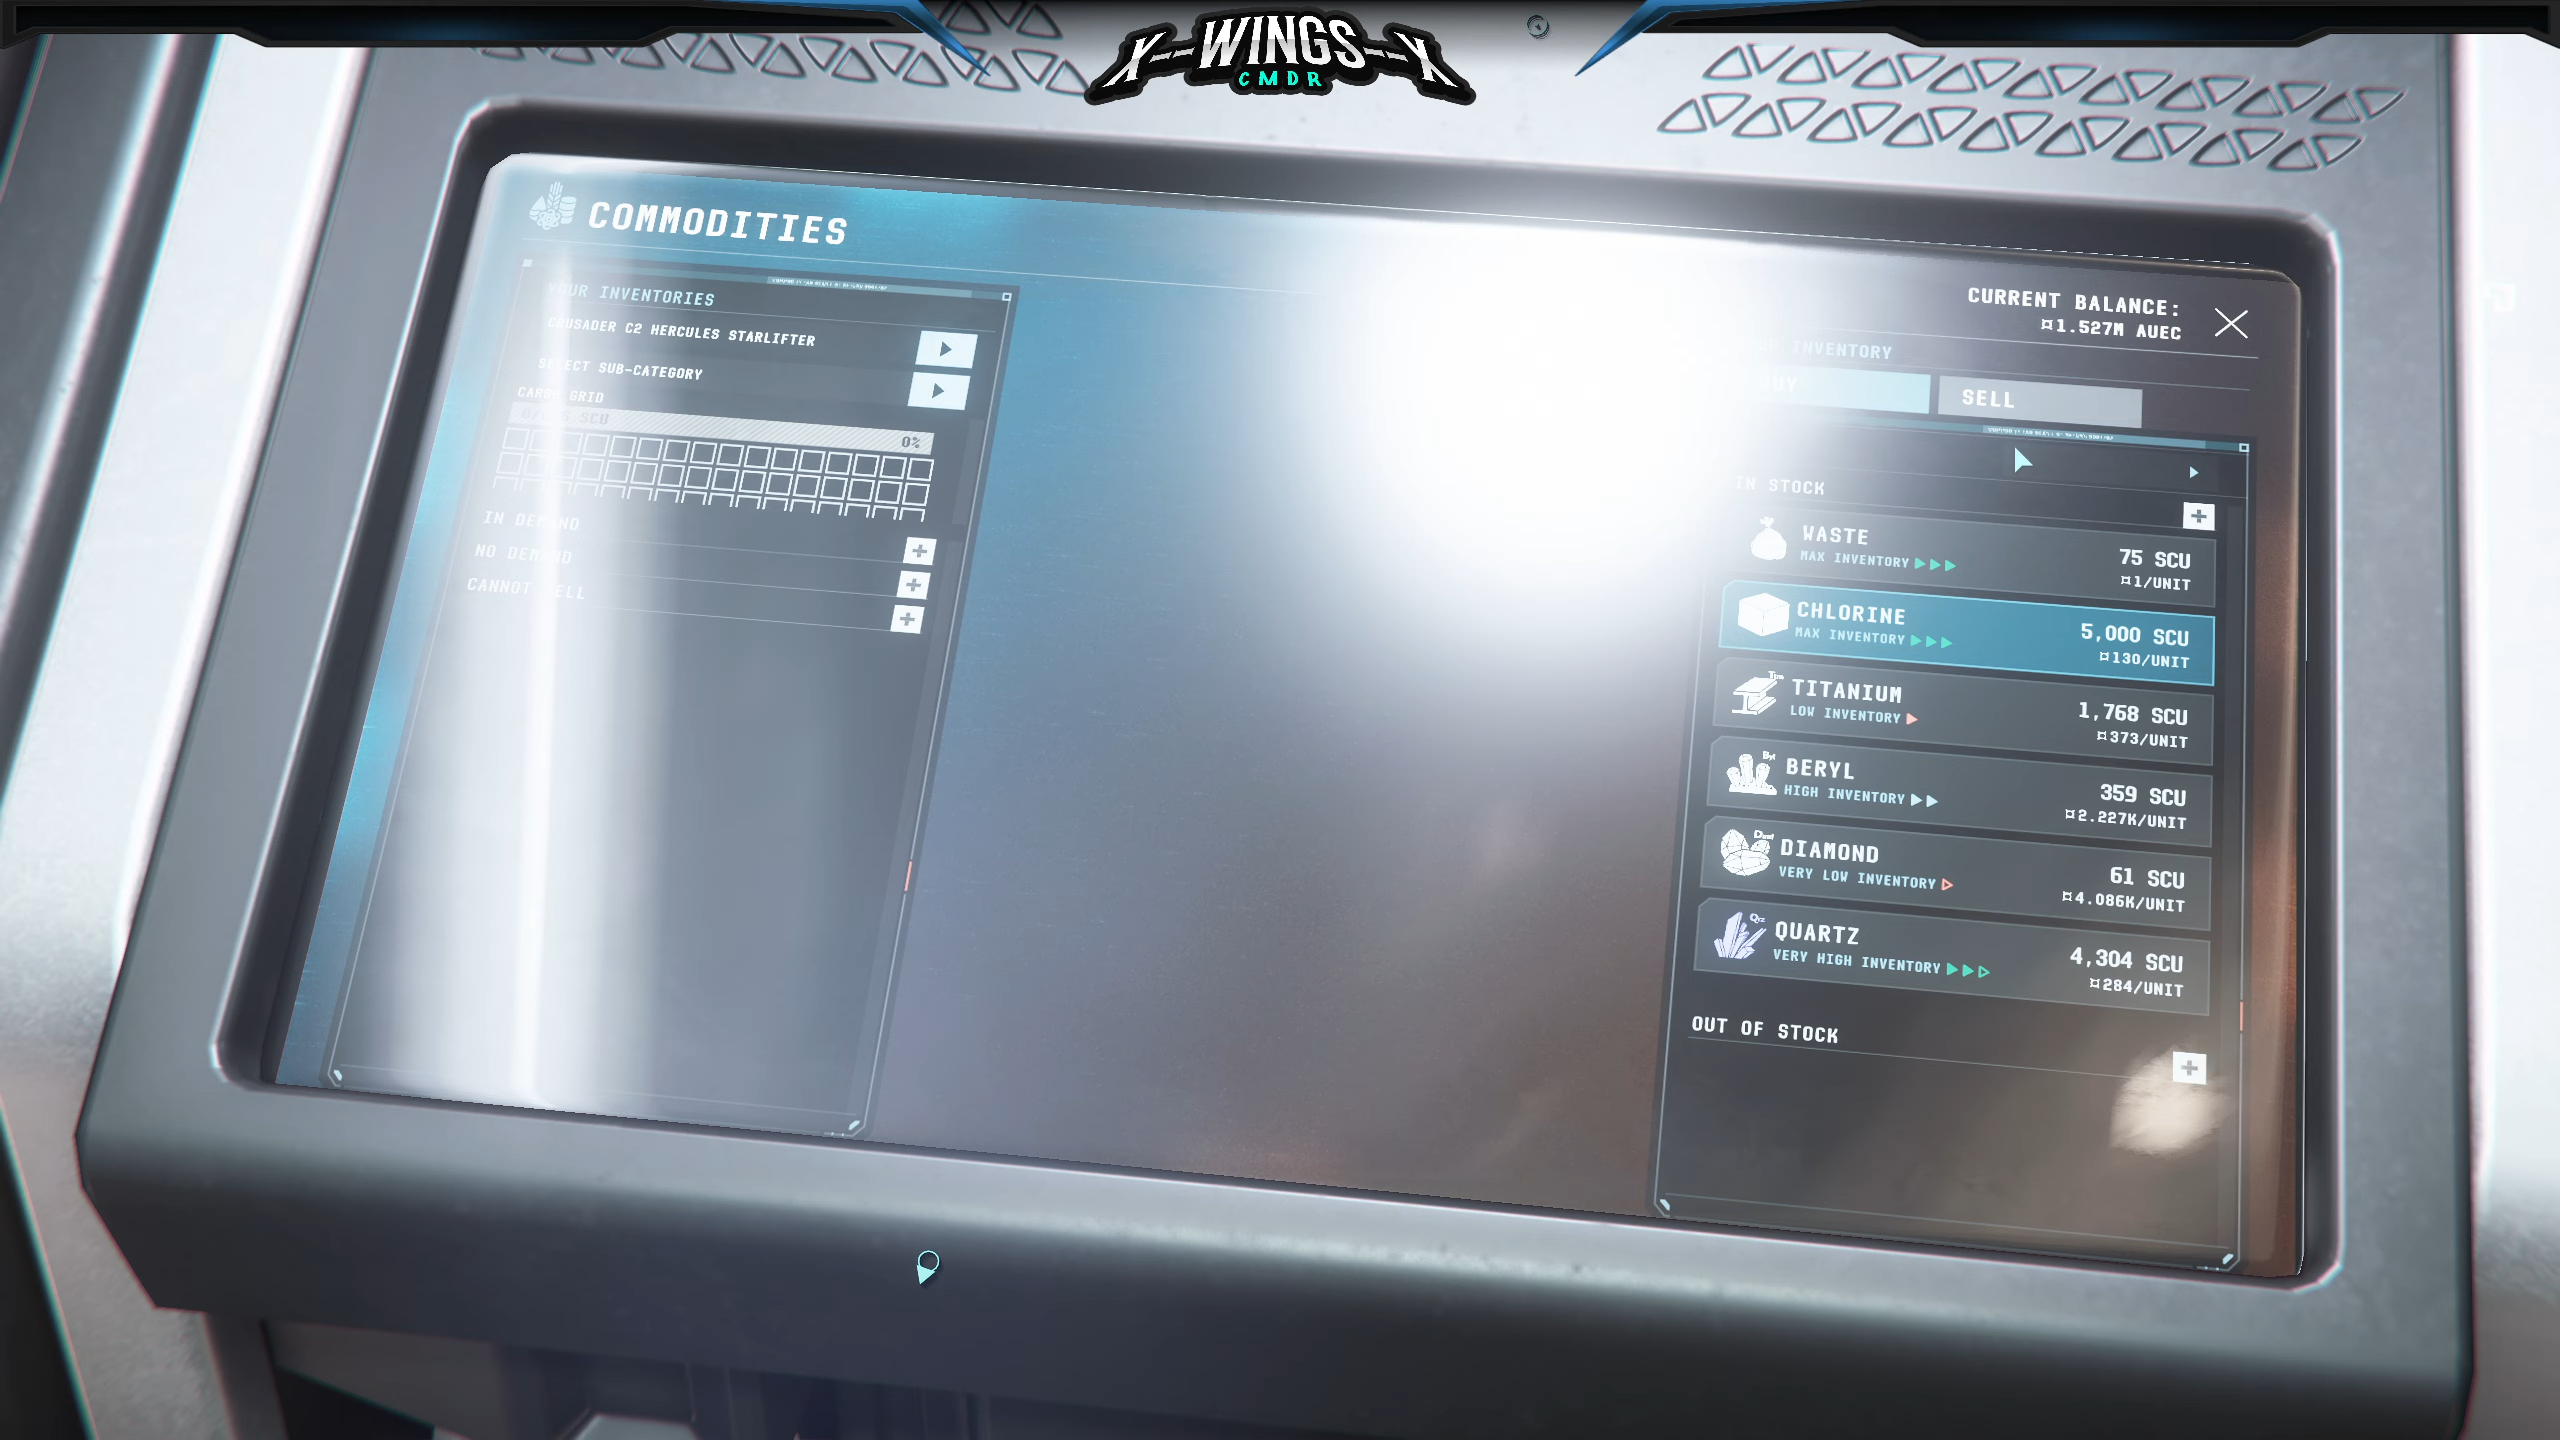 X-WINGS-X
CMDR
COMMODITIES
CURRENT BALANCE:
¤1.527M AUEC
YOUR INVENTORIES
CRUSADER C2 HERCULES STARLIFTER
SELECT SUB-CATEGORY
CARGO GRID
SCU
0%
IN DEMAND
NO DEMAND
CANNOT SELL
INVENTORY
BUY
SELL
IN STOCK
WASTE
MAX INVENTORY
75 SCU
¤1/UNIT
CHLORINE
MAX INVENTORY
5,000 SCU
¤130/UNIT
TITANIUM
LOW INVENTORY
1,768 SCU
¤373/UNIT
BERYL
HIGH INVENTORY
359 SCU
¤2.227K/UNIT
DIAMOND
VERY LOW INVENTORY
61 SCU
¤4.086K/UNIT
QUARTZ
VERY HIGH INVENTORY
4,304 SCU
¤284/UNIT
OUT OF STOCK